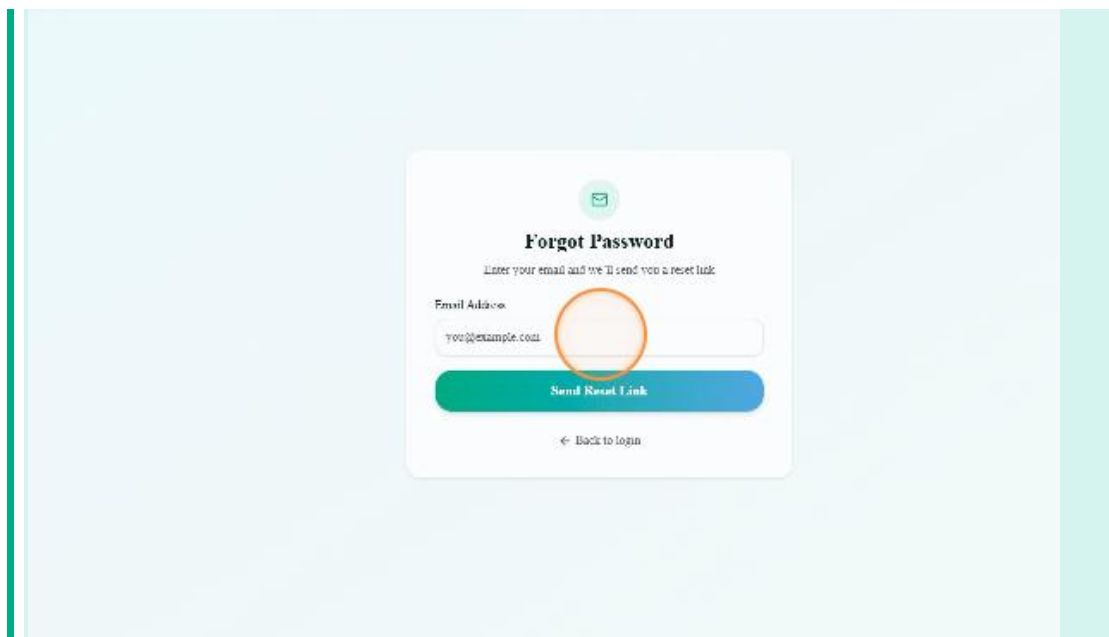 Forgot Password
Enter your email and we'll send you a reset link
Email Address
you@example.com
Send Reset Link
← Back to login